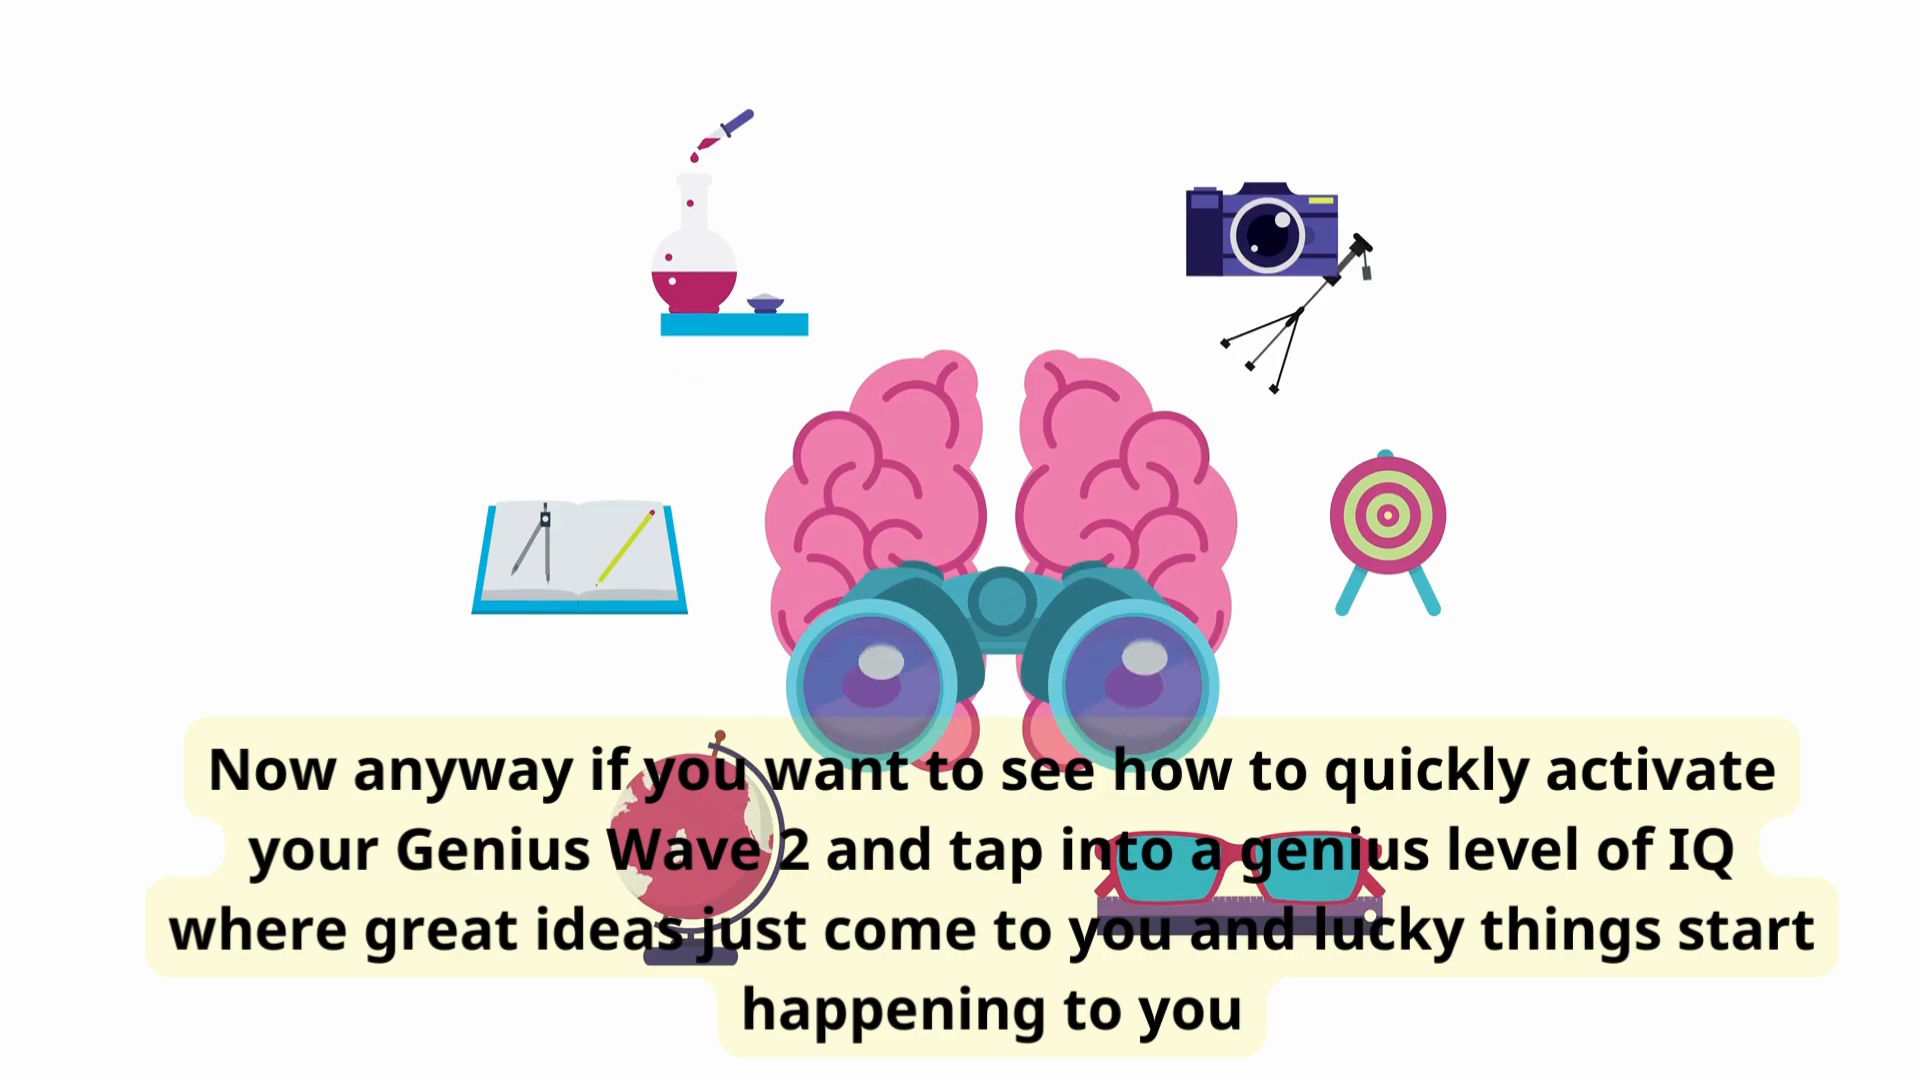 Now anyway if you want to see how to quickly activate
your Genius Wave 2 and tap into a genius level of IQ
where great ideas just come to you and lucky things start
happening to you